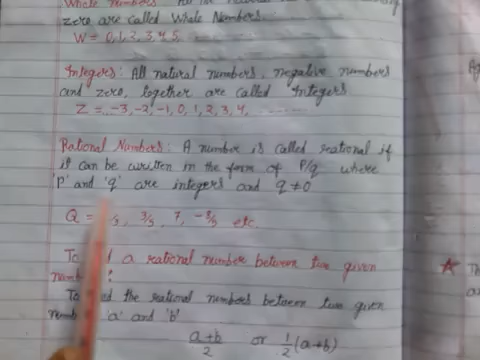 Whole Numbers
zero are called Whole Numbers.
W = 0,1,2,3,4,5, ......
Integers: All natural numbers, negative numbers
and zero, together are called Integers
Z = -3,-2,-1,0,1,2,3,4, ........
Rational Numbers: A number is called rational if
it can be written in the form of P/q where
'P' and 'q' are integers and q≠0
Q = /3, 3/5, 7, etc.
a rational number between two given
the rational numbers between two given
'a' and 'b'
a+b/2 or 1/2(a+b)